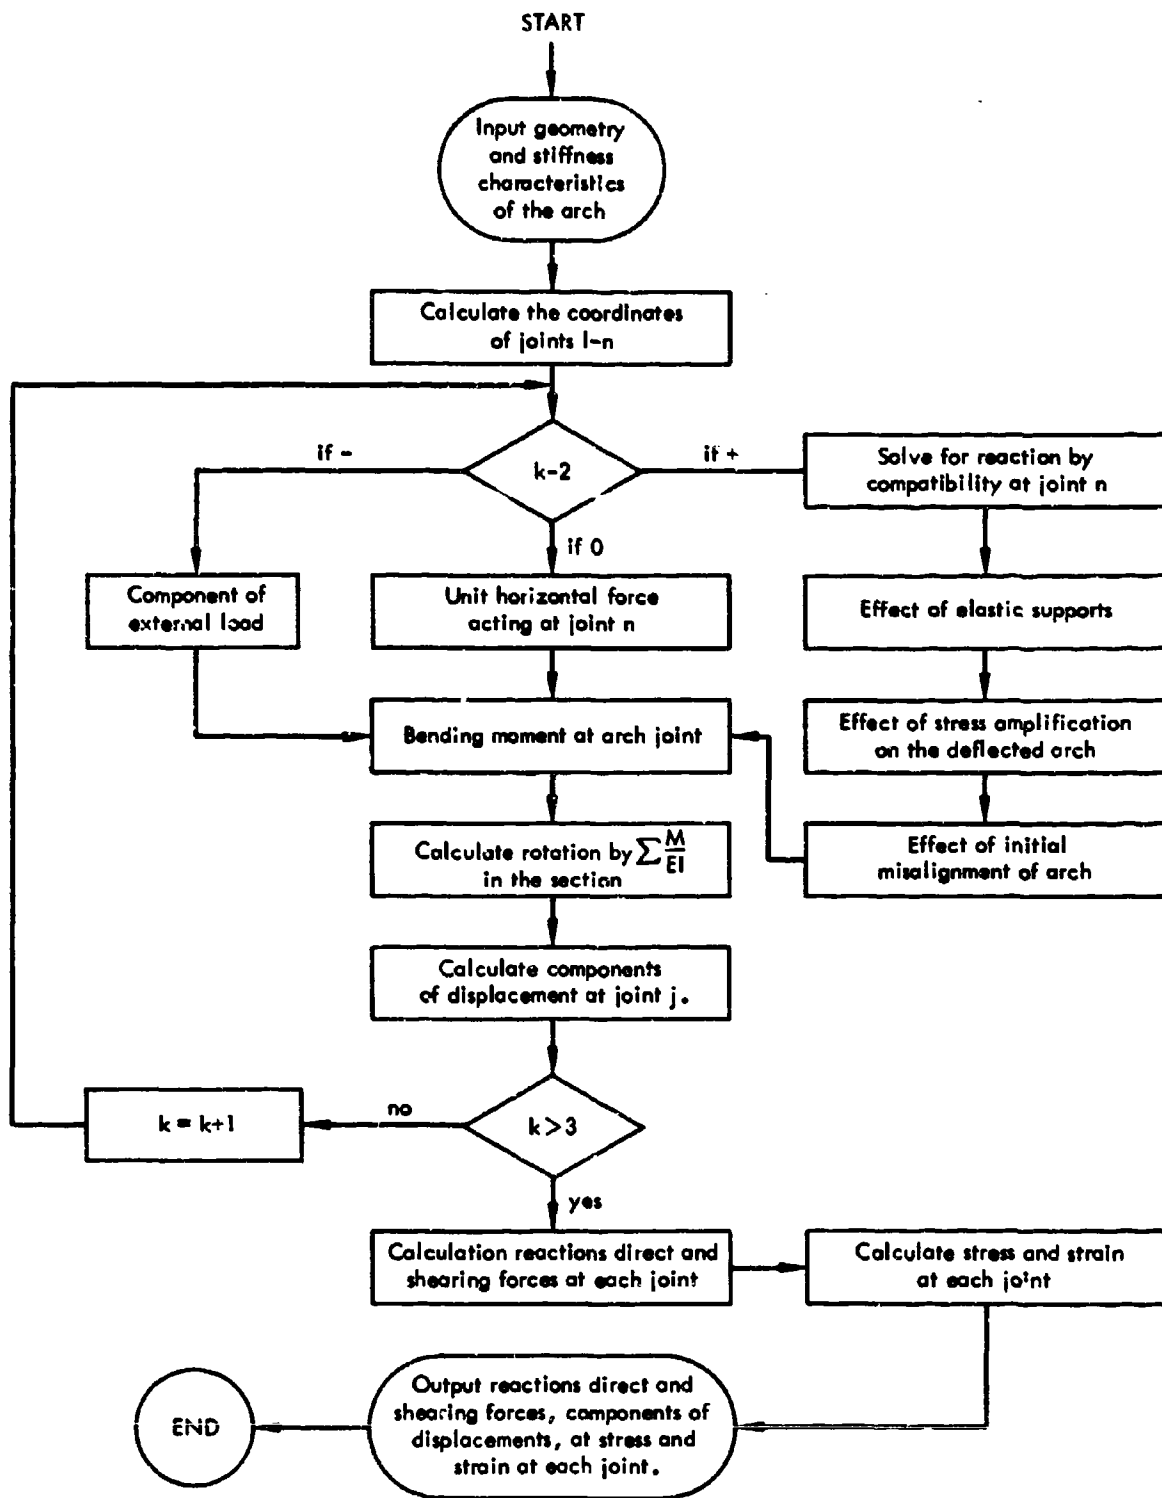 START
Input geometry
and stiffness
characteristics
of the arch
Calculate the coordinates
of joints 1-n
if -
k-2
if +
Solve for reaction by
compatibility at joint n
if 0
Component of
external load
Unit horizontal force
acting at joint n
Effect of elastic supports
Bending moment at arch joint
Effect of stress amplification
on the deflected arch
Calculate rotation by ∑ M/EI
in the section
Effect of initial
misalignment of arch
Calculate components
of displacement at joint j.
k = k+1
no
k > 3
yes
Calculation reactions direct and
shearing forces at each joint
Calculate stress and strain
at each joint
Output reactions direct and
shearing forces, components of
displacements, at stress and
strain at each joint.
END